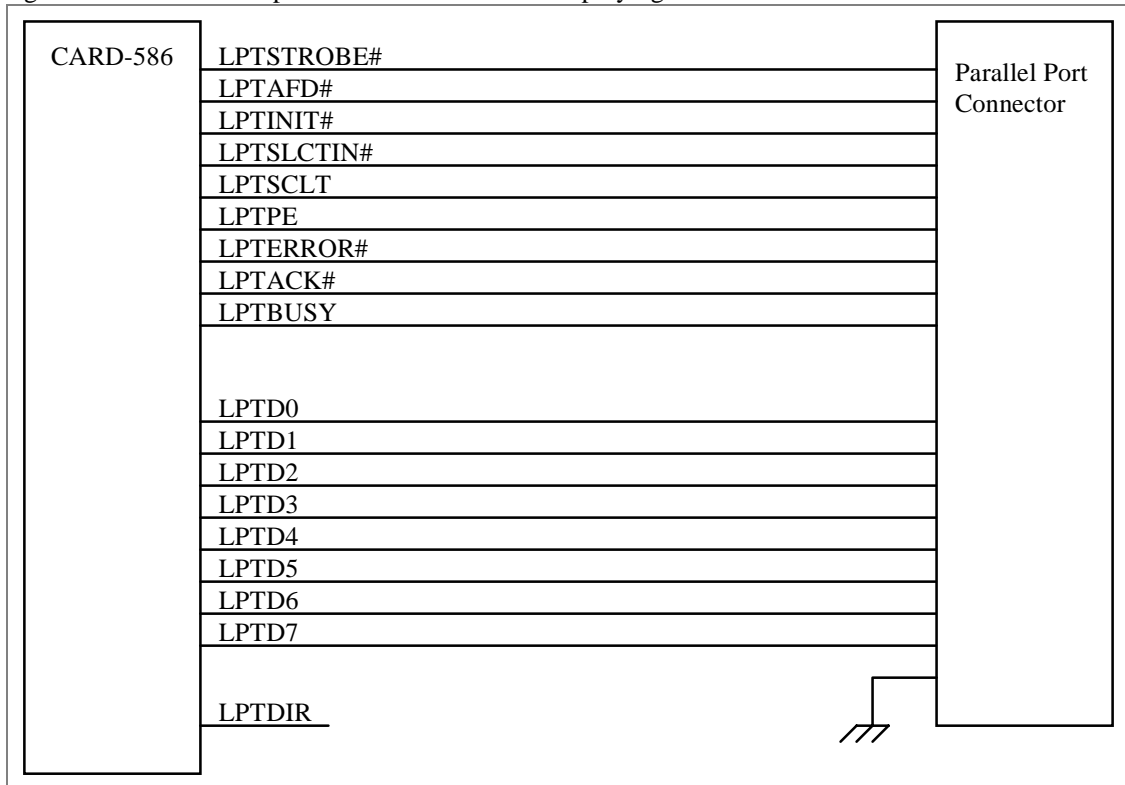 CARD-586
LPTSTROBE#
LPTAFD#
LPTINIT#
LPTSLCTIN#
LPTSCLT
LPTPE
LPTERROR#
LPTACK#
LPTBUSY
LPTD0
LPTD1
LPTD2
LPTD3
LPTD4
LPTD5
LPTD6
LPTD7
LPTDIR
Parallel Port
Connector